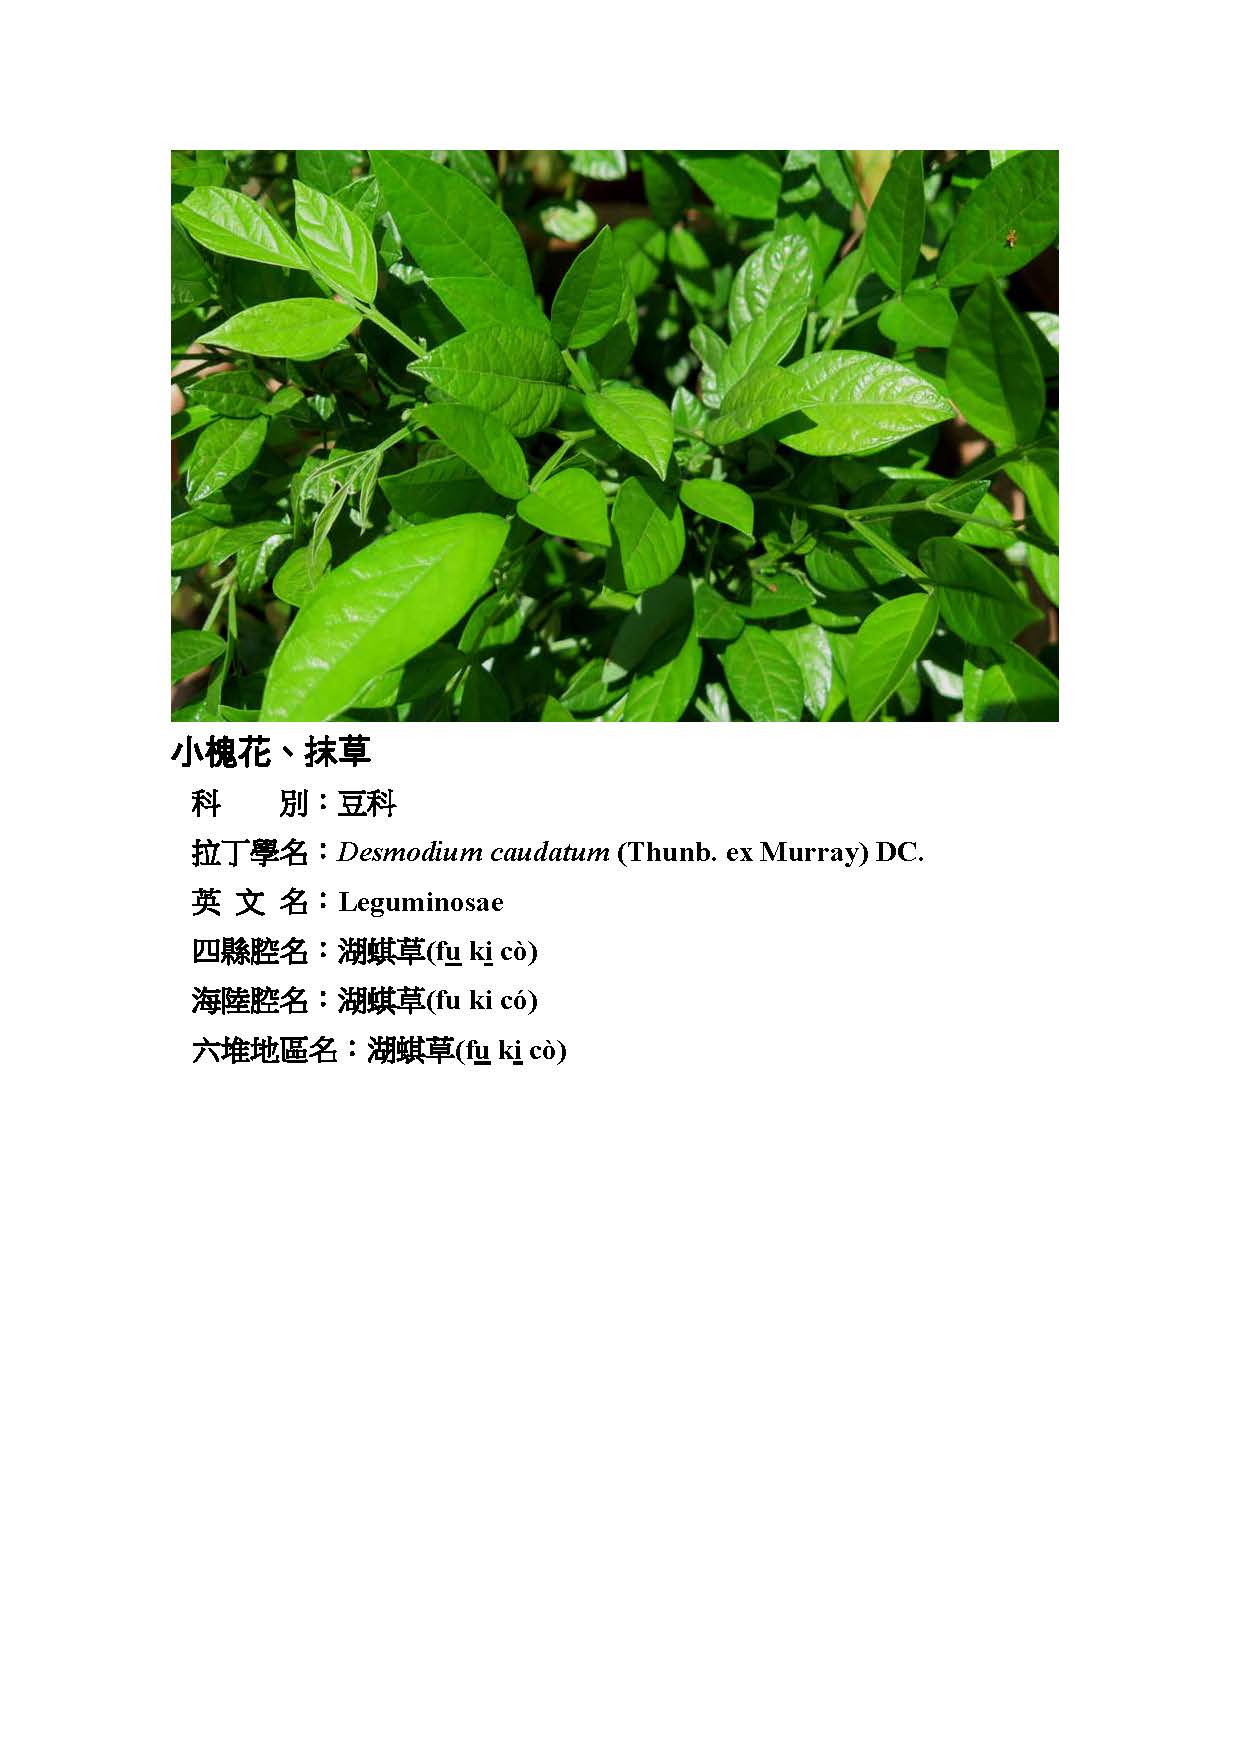 小槐花、抹草
科　　別：豆科
拉丁學名：Desmodium caudatum (Thunb. ex Murray) DC.
英 文 名：Leguminosae
四縣腔名：湖蜞草(fu ki cò)
海陸腔名：湖蜞草(fu ki có)
六堆地區名：湖蜞草(fu ki cò)